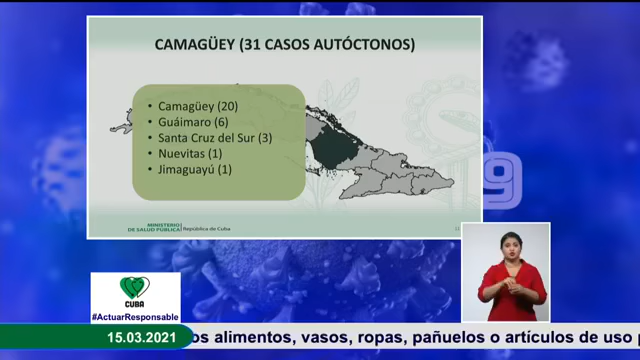 CAMAGÜEY (31 CASOS AUTÓCTONOS)
• Camagüey (20)
• Guáimaro (6)
• Santa Cruz del Sur (3)
• Nuevitas (1)
• Jimaguayú (1)
MINISTERIO
DE SALUD PÚBLICA
República de Cuba
9
CUBA
#ActuarResponsable
15.03.2021
os alimentos, vasos, ropas, pañuelos o artículos de uso p